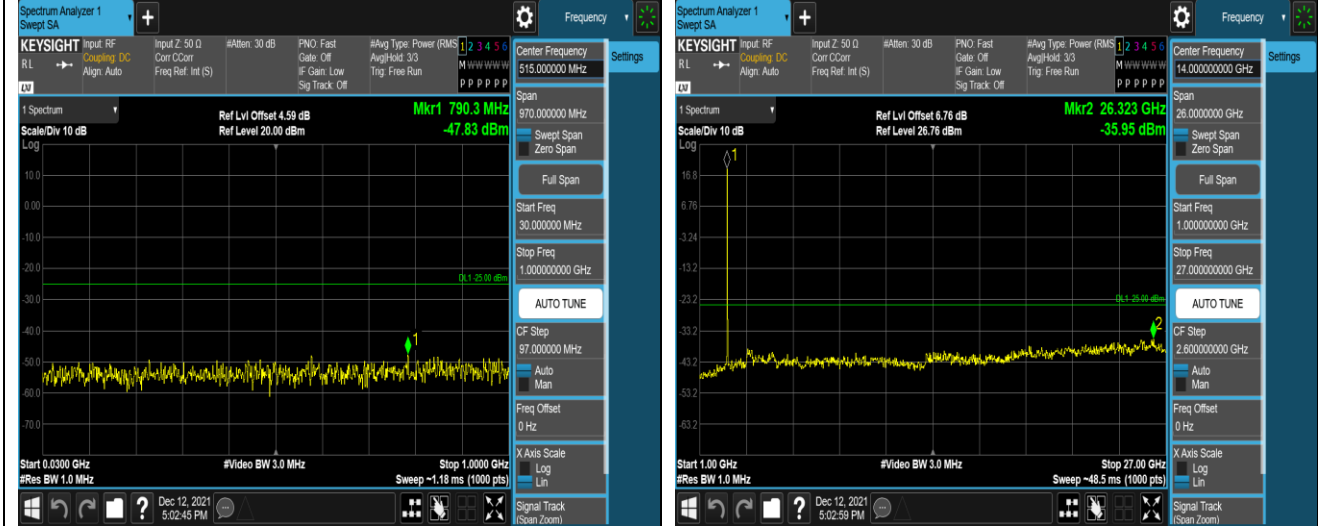 Spectrum Analyzer 1
Swept SA
Frequency
KEYSIGHT
RL
Input: RF
Coupling: DC
Align: Auto
Input Z: 50 Ω
Corr CCorr
Freq Ref: Int (S)
#Atten: 30 dB
PNO: Fast
Gate: Off
IF Gain: Low
Sig Track: Off
#Avg Type: Power (RMS
Avg|Hold: 3/3
Trig: Free Run
1 2 3 4 5 6
M W W W W W
P P P P P P
LXI
1 Spectrum
Scale/Div 10 dB
Log
Ref Lvl Offset 4.59 dB
Ref Level 20.00 dBm
Mkr1 790.3 MHz
-47.83 dBm
10.0
0.00
-10.0
-20.0
DL1 -25.00 dBm
-30.0
-40.0
1
-50.0
-60.0
-70.0
Start 0.0300 GHz
#Res BW 1.0 MHz
#Video BW 3.0 MHz
Stop 1.0000 GHz
Sweep ~1.18 ms (1000 pts)
Dec 12, 2021
5:02:45 PM
Center Frequency
515.000000 MHz
Settings
Span
970.000000 MHz
Swept Span
Zero Span
Full Span
Start Freq
30.000000 MHz
Stop Freq
1.000000000 GHz
AUTO TUNE
CF Step
97.000000 MHz
Auto
Man
Freq Offset
0 Hz
X Axis Scale
Log
Lin
Signal Track
(Span Zoom)
Spectrum Analyzer 1
Swept SA
Frequency
KEYSIGHT
RL
Input: RF
Coupling: DC
Align: Auto
Input Z: 50 Ω
Corr CCorr
Freq Ref: Int (S)
#Atten: 30 dB
PNO: Fast
Gate: Off
IF Gain: Low
Sig Track: Off
#Avg Type: Power (RMS
Avg|Hold: 3/3
Trig: Free Run
1 2 3 4 5 6
M W W W W W
P P P P P P
LXI
1 Spectrum
Scale/Div 10 dB
Log
Ref Lvl Offset 6.76 dB
Ref Level 26.76 dBm
Mkr2 26.323 GHz
-35.95 dBm
1
16.8
6.76
-3.24
-13.2
-23.2
DL1 -25.00 dBm
-33.2
2
-43.2
-53.2
-63.2
Start 1.00 GHz
#Res BW 1.0 MHz
#Video BW 3.0 MHz
Stop 27.00 GHz
Sweep ~48.5 ms (1000 pts)
Dec 12, 2021
5:02:59 PM
Center Frequency
14.000000000 GHz
Settings
Span
26.0000000 GHz
Swept Span
Zero Span
Full Span
Start Freq
1.000000000 GHz
Stop Freq
27.000000000 GHz
AUTO TUNE
CF Step
2.600000000 GHz
Auto
Man
Freq Offset
0 Hz
X Axis Scale
Log
Lin
Signal Track
(Span Zoom)